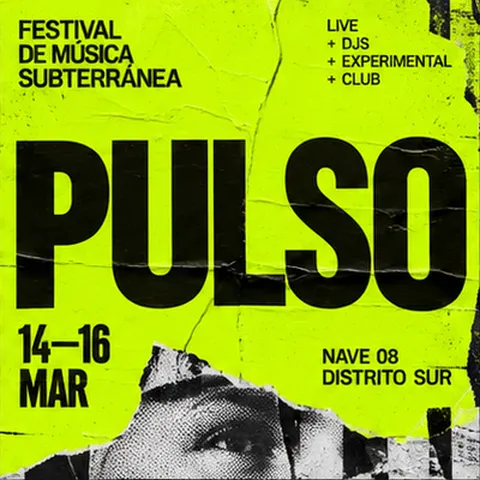 FESTIVAL
DE MÚSICA
SUBTERRÁNEA
LIVE
+ DJS
+ EXPERIMENTAL
+ CLUB
PULSO
14—16
MAR
NAVE 08
DISTRITO SUR